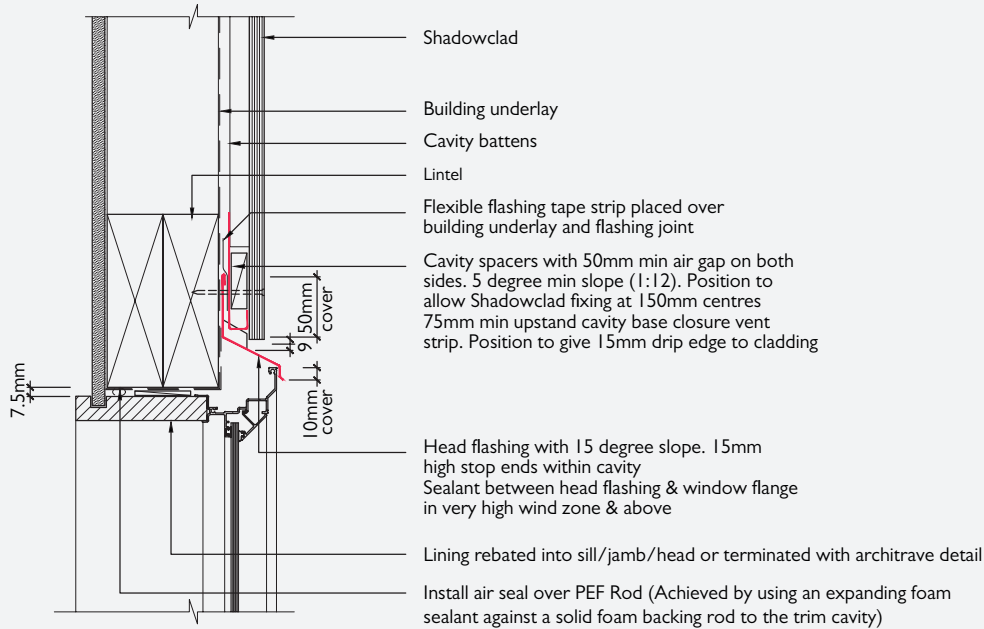 Shadowclad
Building underlay
Cavity battens
Lintel
Flexible flashing tape strip placed over
building underlay and flashing joint
Cavity spacers with 50mm min air gap on both
sides. 5 degree min slope (1:12). Position to
allow Shadowclad fixing at 150mm centres
75mm min upstand cavity base closure vent
strip. Position to give 15mm drip edge to cladding
50mm
cover
9
7.5mm
10mm
cover
Head flashing with 15 degree slope. 15mm
high stop ends within cavity
Sealant between head flashing & window flange
in very high wind zone & above
Lining rebated into sill/jamb/head or terminated with architrave detail
Install air seal over PEF Rod (Achieved by using an expanding foam
sealant against a solid foam backing rod to the trim cavity)